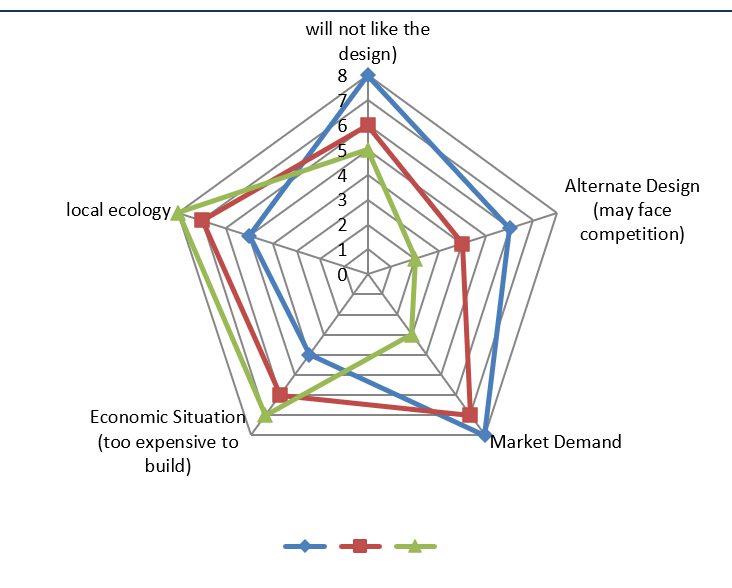 will not like the
design)
8
7
6
5
4
3
2
1
0
Alternate Design
(may face
competition)
local ecology
Economic Situation
(too expensive to
build)
Market Demand